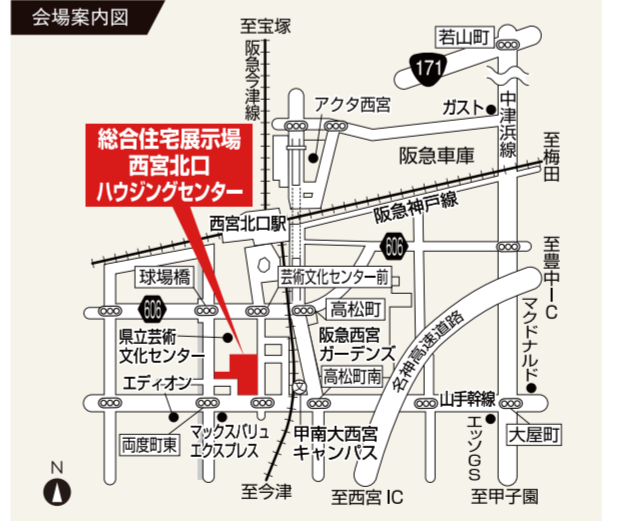 会場案内図
至宝塚
阪急今津線
若山町
171
ガスト
中津浜線
アクタ西宮
阪急車庫
至梅田
総合住宅展示場
西宮北口
ハウジングセンター
西宮北口駅
阪急神戸線
606
至豊中IC
球場橋
芸術文化センター前
606
高松町
県立芸術
文化センター
阪急西宮
ガーデンズ
名神高速道路
マクドナルド
エディオン
高松町南
山手幹線
両度町東
マックスバリュ
エクスプレス
甲南大西宮
キャンパス
エッソGS
大屋町
N
至今津
至西宮IC
至甲子園